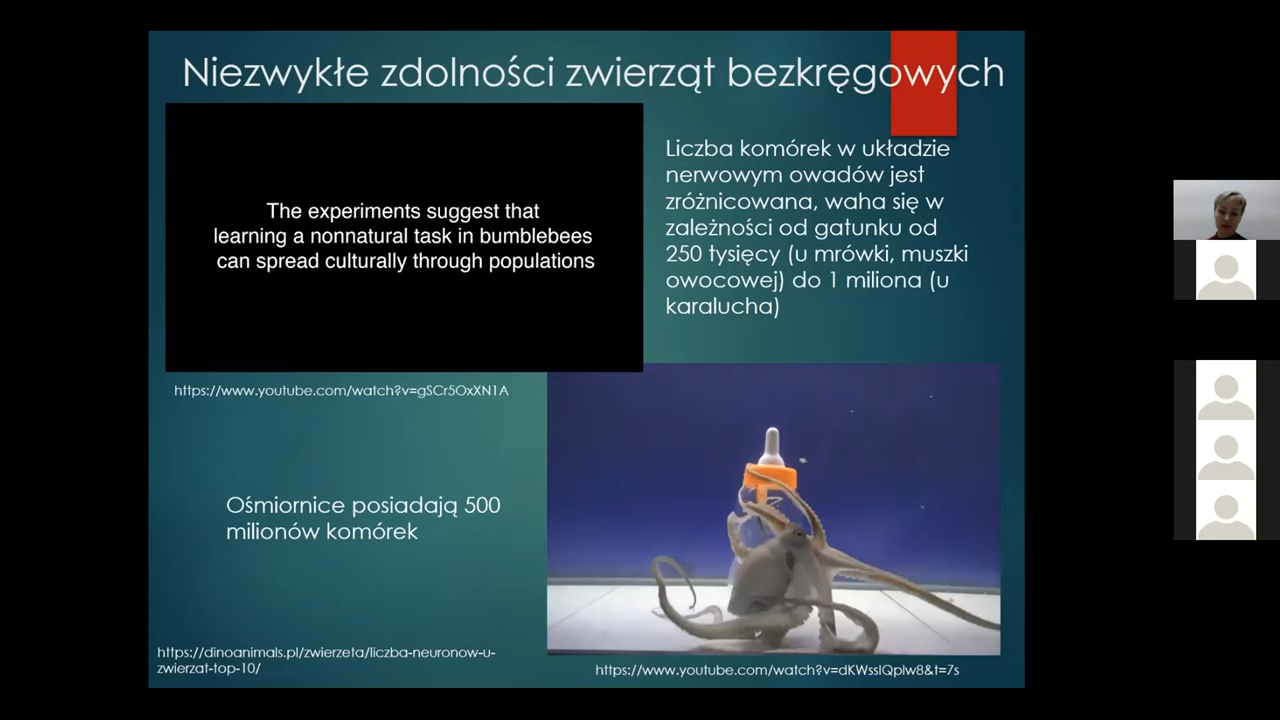 Niezwykłe zdolności zwierząt bezkręgowych
The experiments suggest that
learning a nonnatural task in bumblebees
can spread culturally through populations
Liczba komórek w układzie
nerwowym owadów jest
zróżnicowana, waha się w
zależności od gatunku od
250 tysięcy (u mrówki, muszki
owocowej) do 1 miliona (u
karalucha)
https://www.youtube.com/watch?v=gSCr5OxXN1A
Ośmiornice posiadają 500
milionów komórek
https://dinoanimals.pl/zwierzeta/liczba-neuronow-u-
zwierzat-top-10/
https://www.youtube.com/watch?v=dKWssIQplw8&t=7s